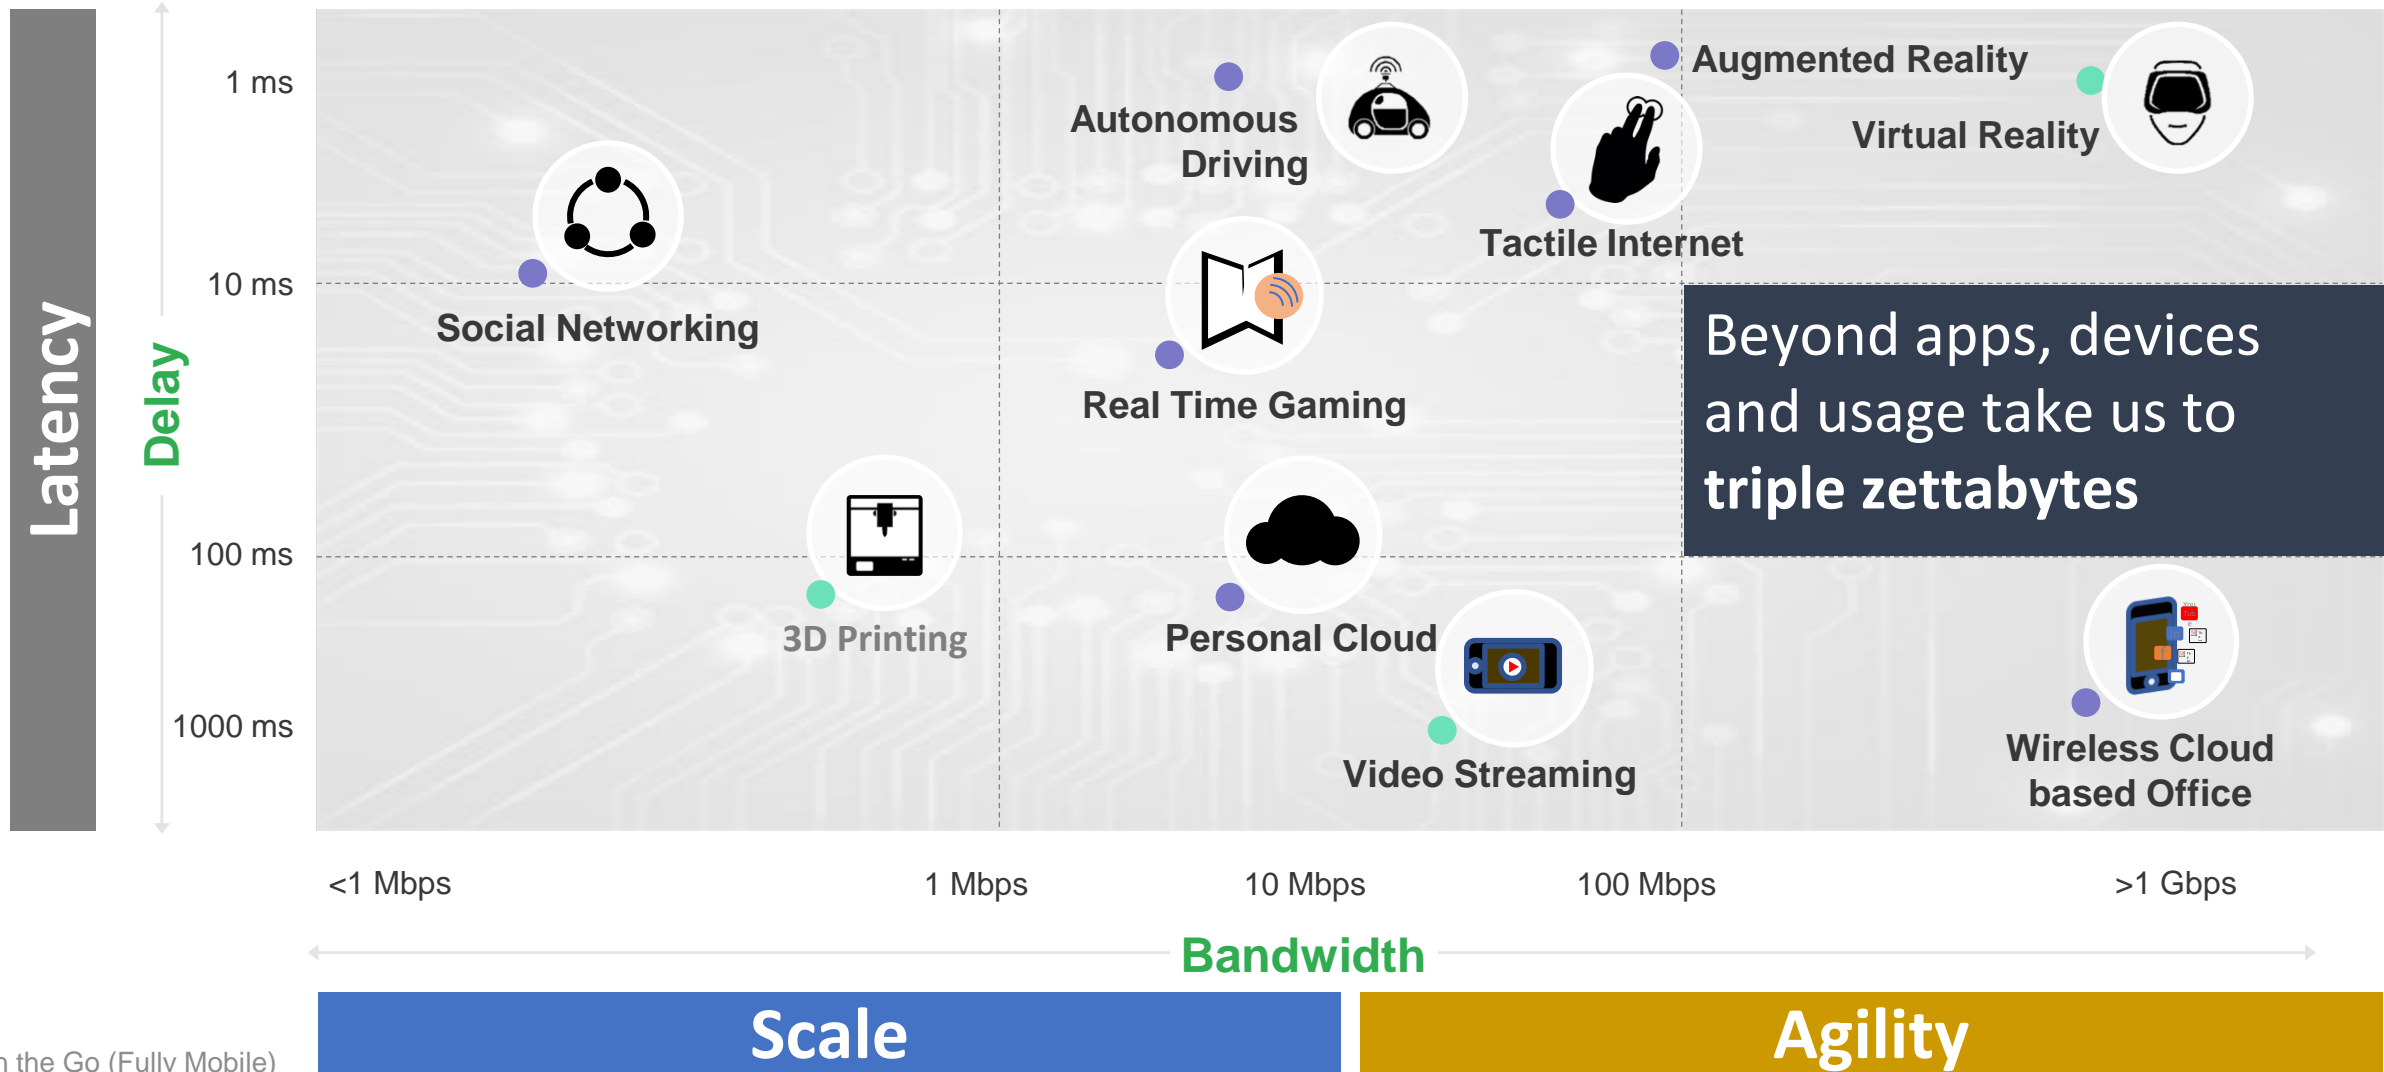 Latency
Delay
1 ms
10 ms
100 ms
1000 ms
Autonomous
Driving
Augmented Reality
Virtual Reality
Tactile Internet
Social Networking
Real Time Gaming
Beyond apps, devices
and usage take us to
triple zettabytes
3D Printing
Personal Cloud
Video Streaming
Wireless Cloud
based Office
<1 Mbps
1 Mbps
10 Mbps
100 Mbps
>1 Gbps
Bandwidth
Scale
Agility
the Go (Fully Mobile)